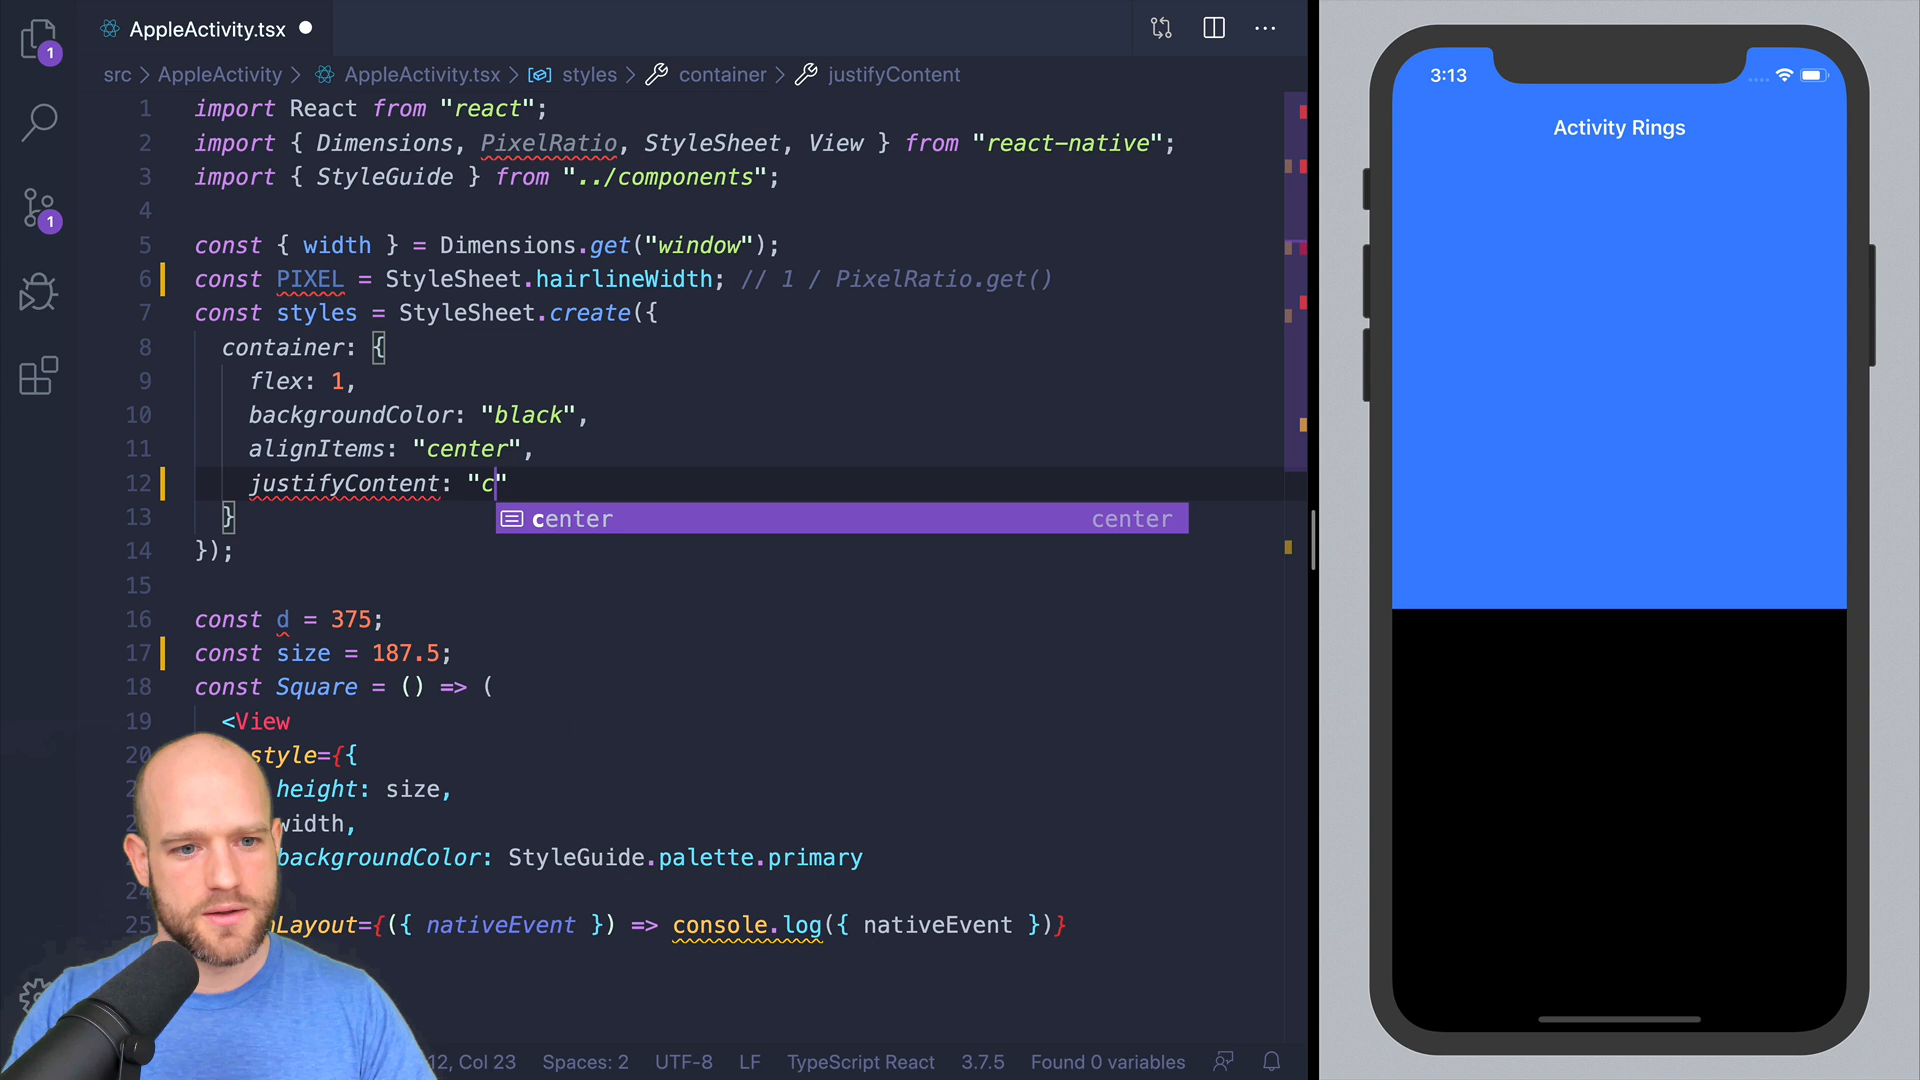 AppleActivity.tsx
src > AppleActivity > AppleActivity.tsx > styles > container > justifyContent
1 import React from "react";
2 import { Dimensions, PixelRatio, StyleSheet, View } from "react-native";
3 import { StyleGuide } from "../components";
4
5 const { width } = Dimensions.get("window");
6 const PIXEL = StyleSheet.hairlineWidth; // 1 / PixelRatio.get()
7 const styles = StyleSheet.create({
8 container: {
9 flex: 1,
10 backgroundColor: "black",
11 alignItems: "center",
12 justifyContent: "c"
center center
13 }
14 });
15
16 const d = 375;
17 const size = 187.5;
18 const Square = () => (
19 <View
20 style={{
height: size,
width,
backgroundColor: StyleGuide.palette.primary
24
25 Layout={({ nativeEvent }) => console.log({ nativeEvent })}
12, Col 23 Spaces: 2 UTF-8 LF TypeScript React 3.7.5 Found 0 variables
1
1
3:13
Activity Rings